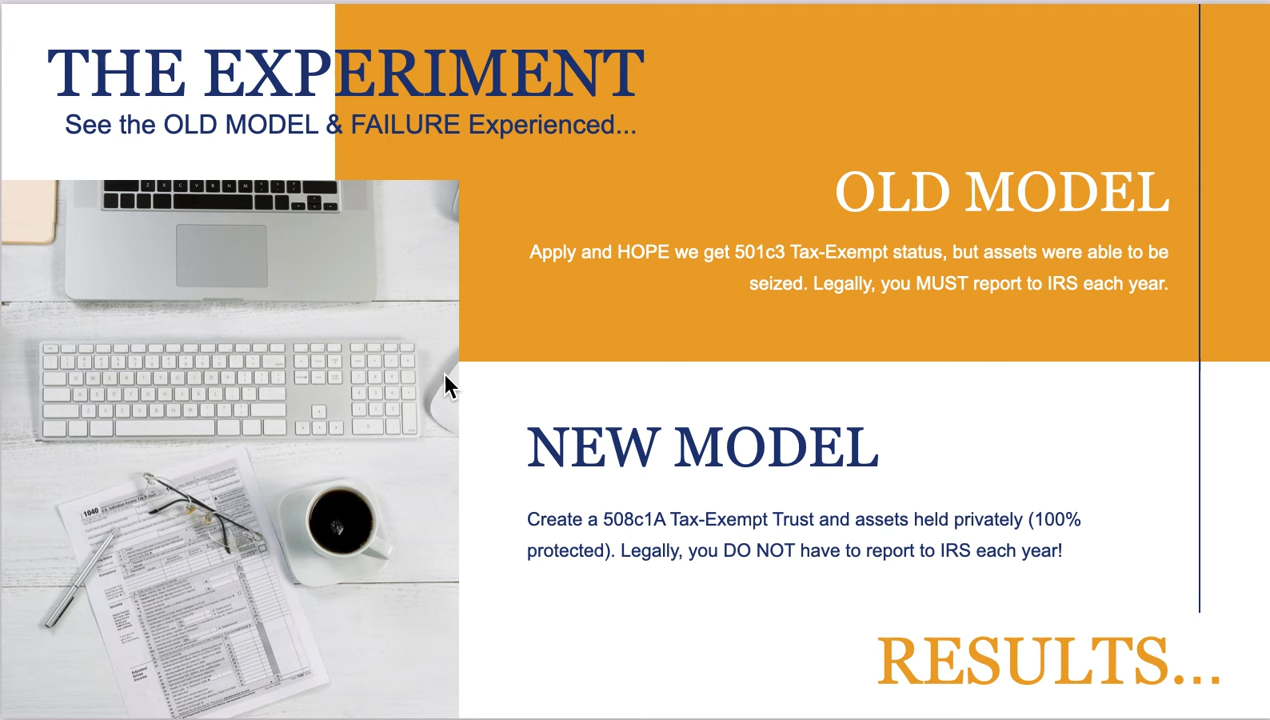 THE EXPERIMENT
See the OLD MODEL & FAILURE Experienced...
OLD MODEL
Apply and HOPE we get 501c3 Tax-Exempt status, but assets were able to be
seized. Legally, you MUST report to IRS each year.
NEW MODEL
Create a 508c1A Tax-Exempt Trust and assets held privately (100%
protected). Legally, you DO NOT have to report to IRS each year!
1040
RESULTS...